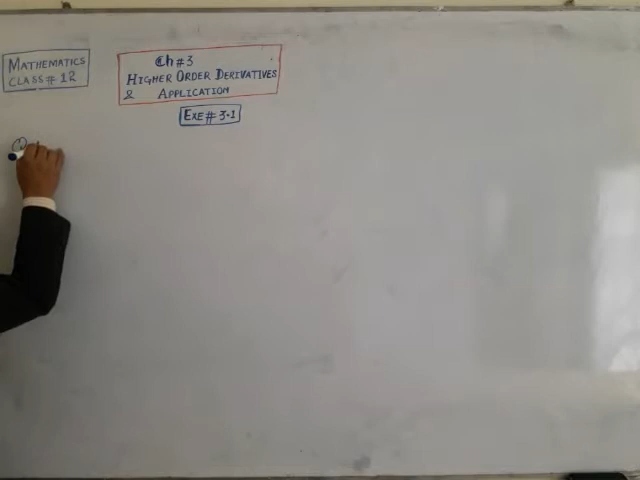 MATHEMATICS
CLASS # 12
Ch # 3
HIGHER ORDER DERIVATIVES
& APPLICATION
EXE # 3.1